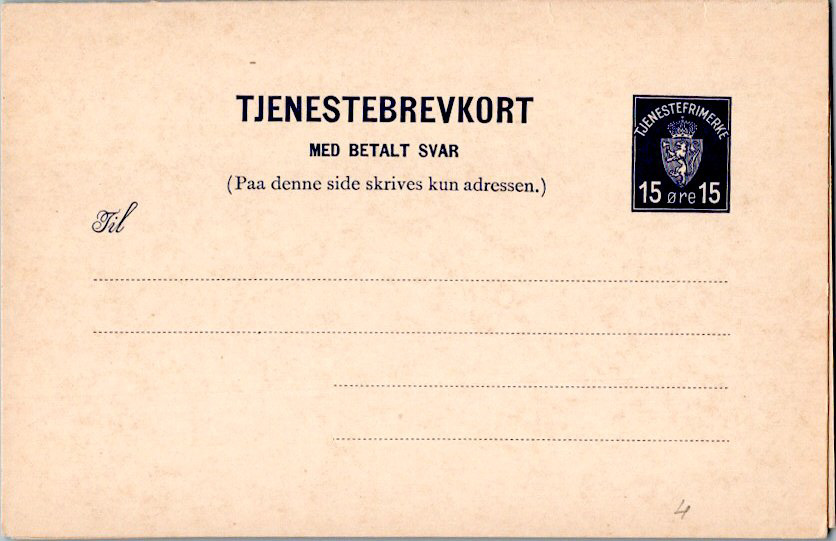 TJENESTEBREVKORT
MED BETALT SVAR
(Paa denne side skrives kun adressen.)
TJENESTEFRIMERKE
15 øre 15
Til
4